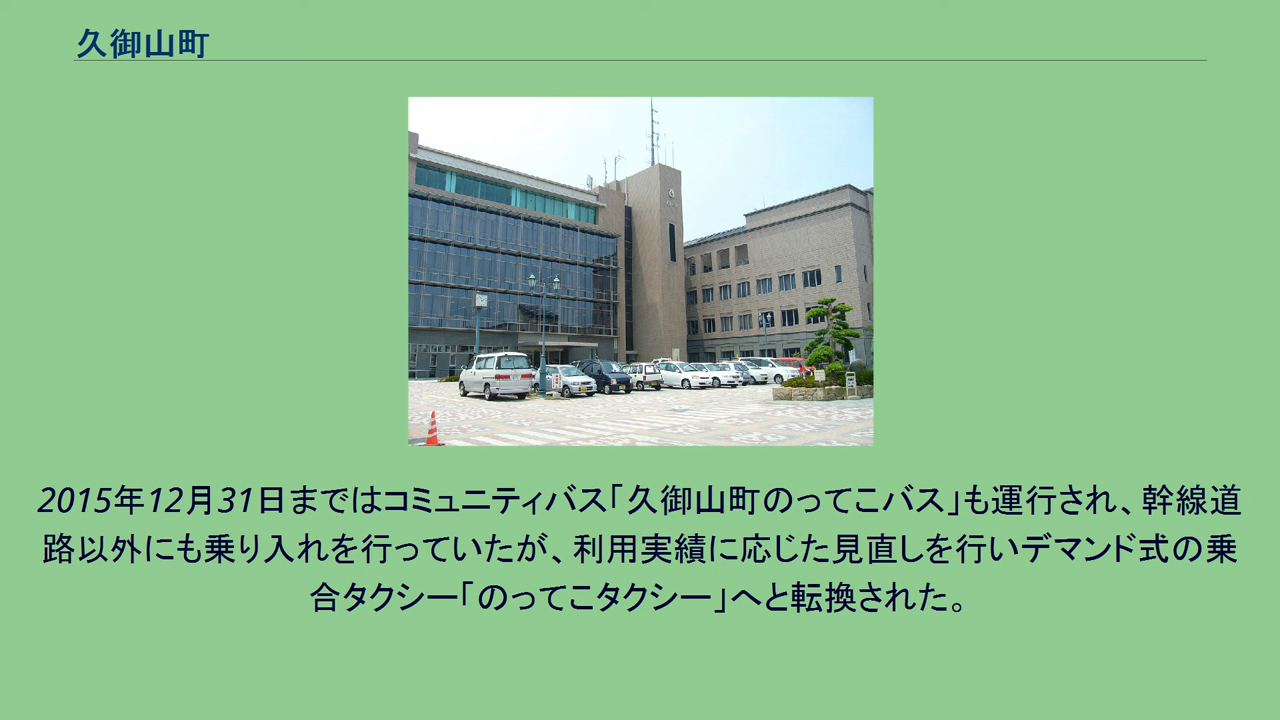 久御山町
2015年12月31日まではコミュニティバス「久御山町のってこバス」も運行され、幹線道
路以外にも乗り入れを行っていたが、利用実績に応じた見直しを行いデマンド式の乗
合タクシー「のってこタクシー」へと転換された。